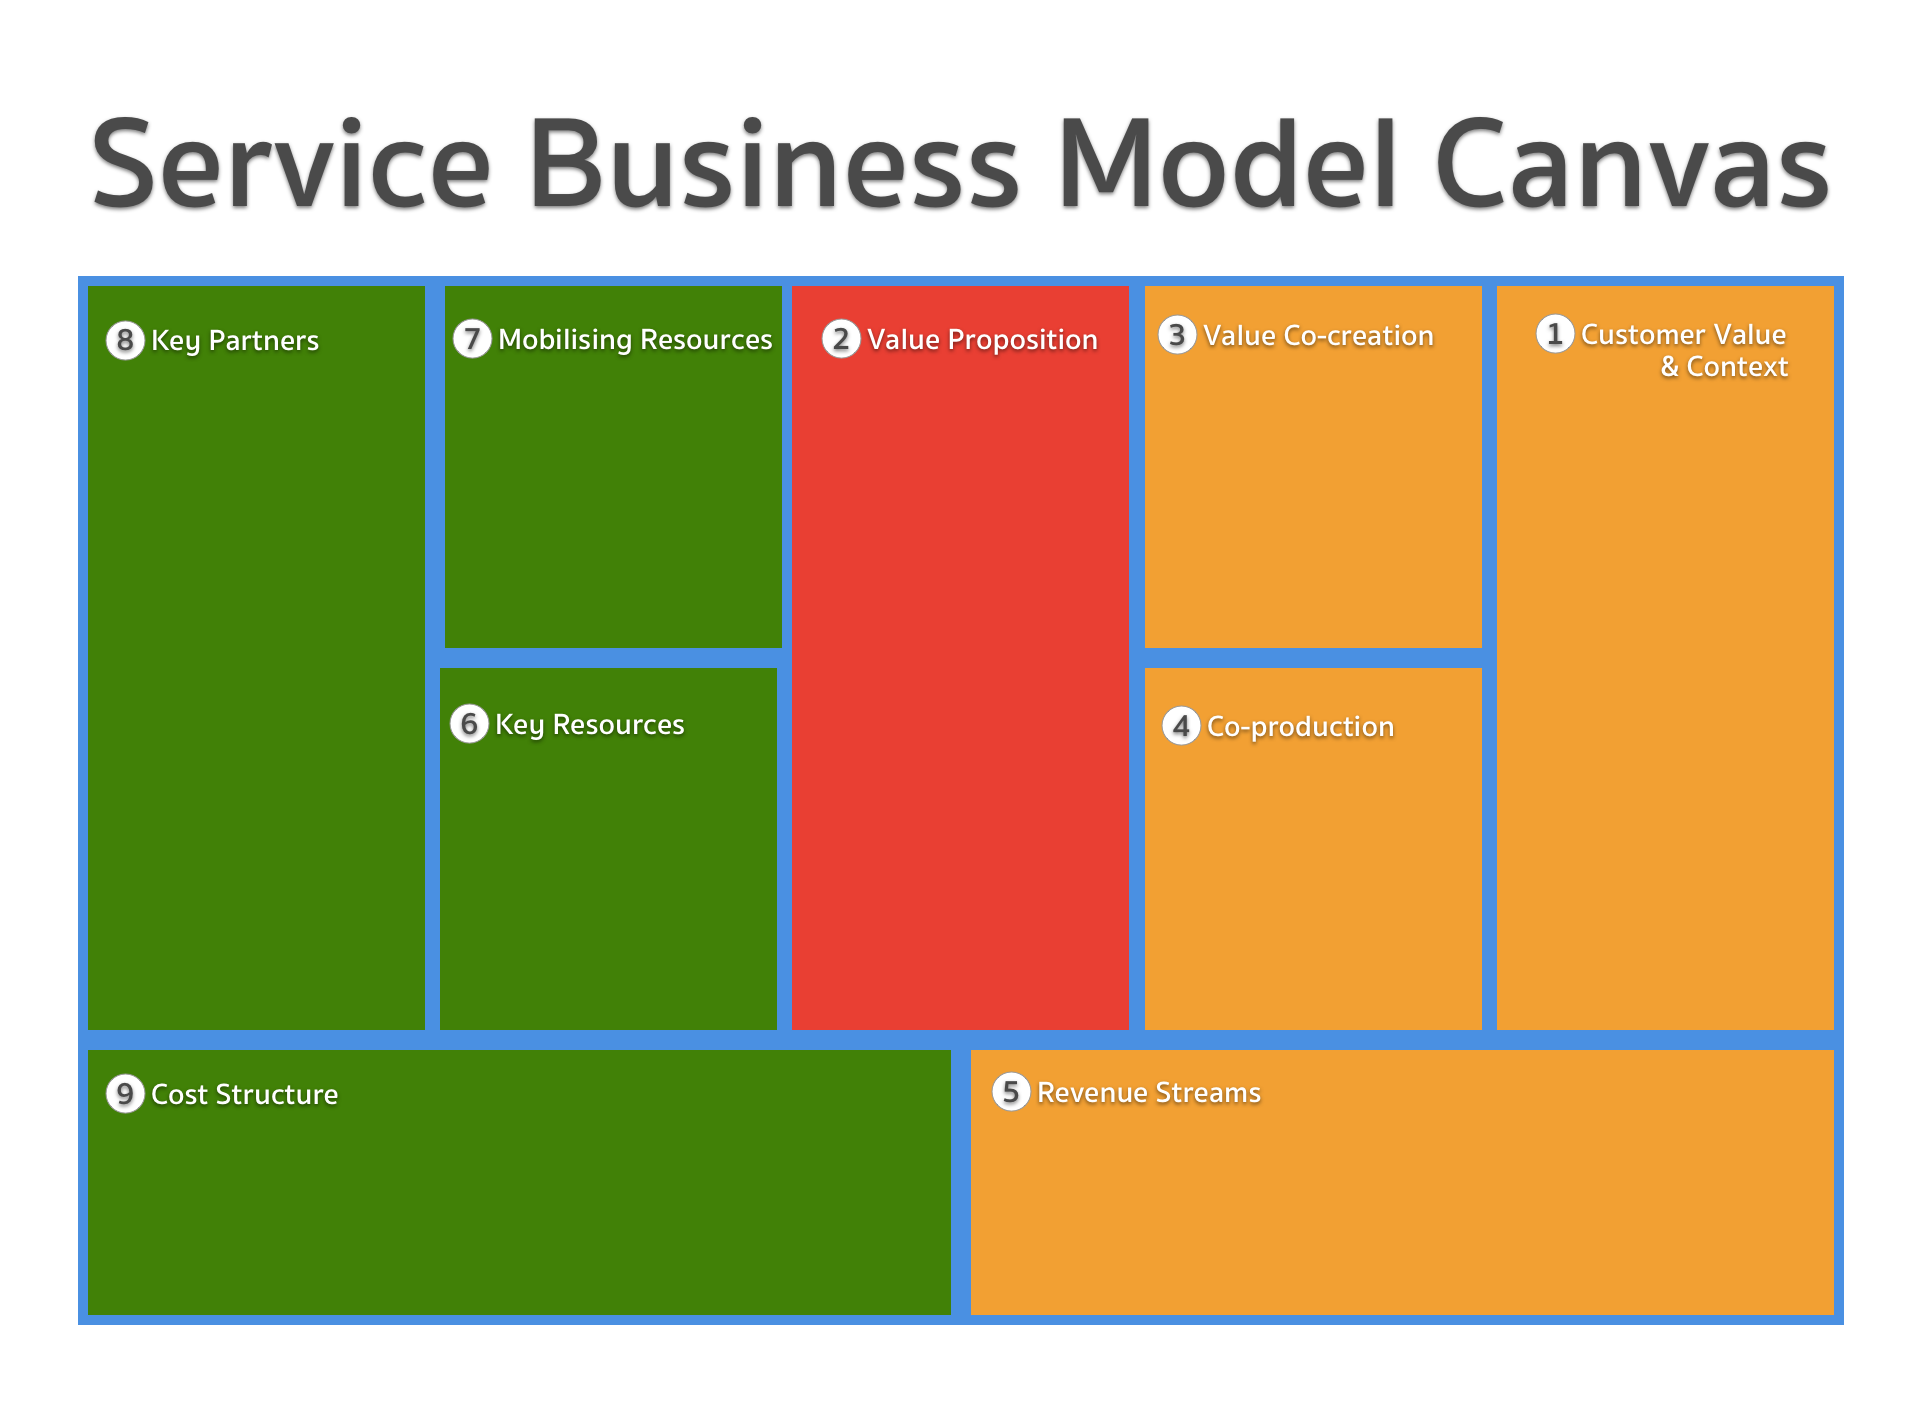 Service Business Model Canvas
8 Key Partners
7 Mobilising Resources
2 Value Proposition
3 Value Co-creation
1 Customer Value
& Context
6 Key Resources
4 Co-production
9 Cost Structure
5 Revenue Streams